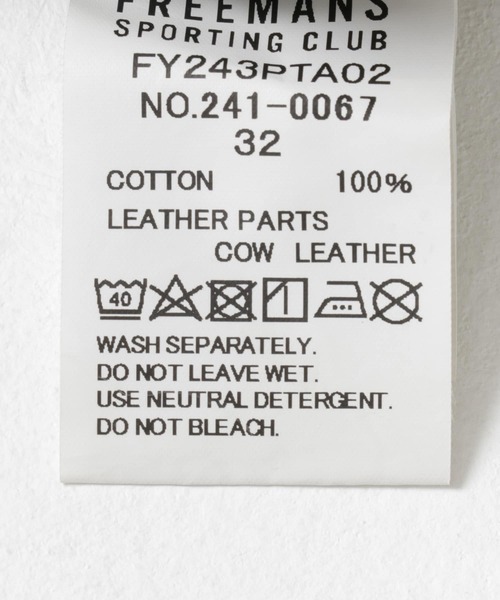 FREEMANS
SPORTING CLUB
FY243PTA02
NO.241-0067
32
COTTON 100%
LEATHER PARTS
COW LEATHER
40
WASH SEPARATELY.
DO NOT LEAVE WET.
USE NEUTRAL DETERGENT.
DO NOT BLEACH.